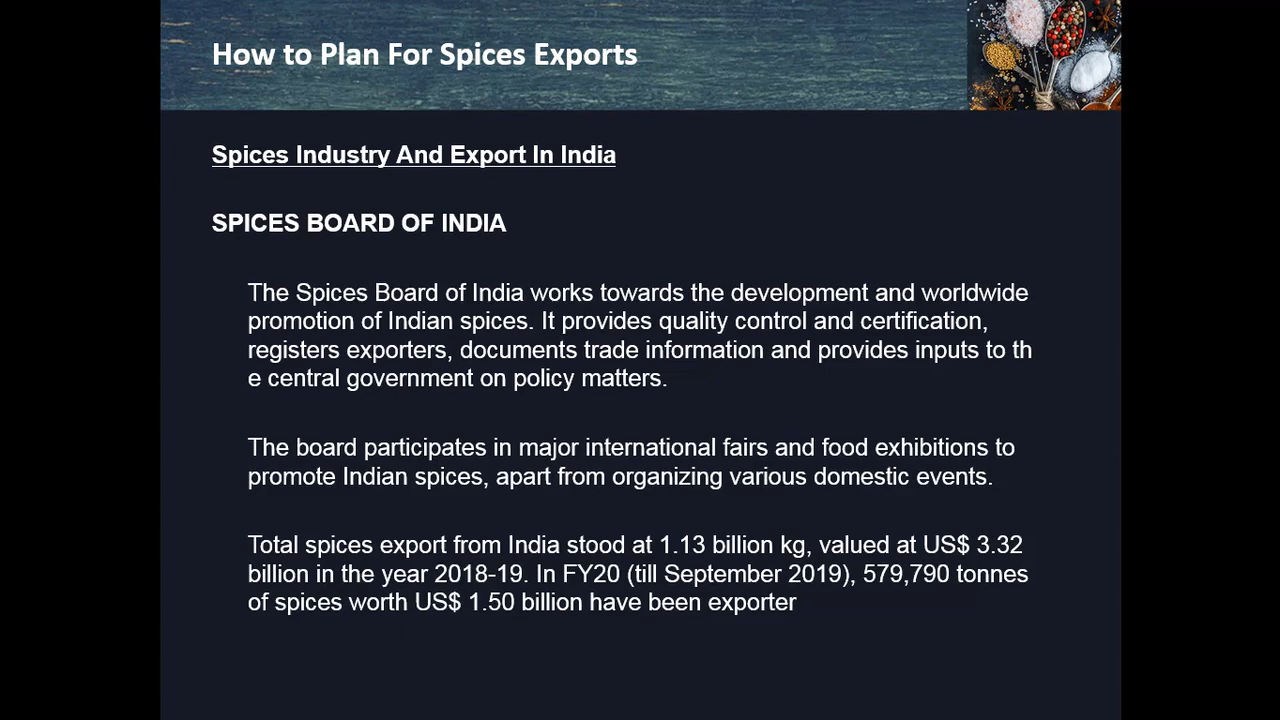 How to Plan For Spices Exports
Spices Industry And Export In India
SPICES BOARD OF INDIA
The Spices Board of India works towards the development and worldwide
promotion of Indian spices. It provides quality control and certification,
registers exporters, documents trade information and provides inputs to th
e central government on policy matters.
The board participates in major international fairs and food exhibitions to
promote Indian spices, apart from organizing various domestic events.
Total spices export from India stood at 1.13 billion kg, valued at US$ 3.32
billion in the year 2018-19. In FY20 (till September 2019), 579,790 tonnes
of spices worth US$ 1.50 billion have been exporter